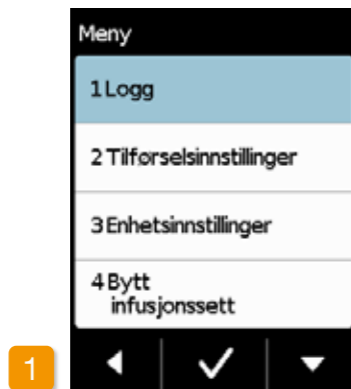 Meny
1 Logg
2 Tilførselsinnstillinger
3 Enhetsinnstillinger
4 Bytt
infusjonssett
1